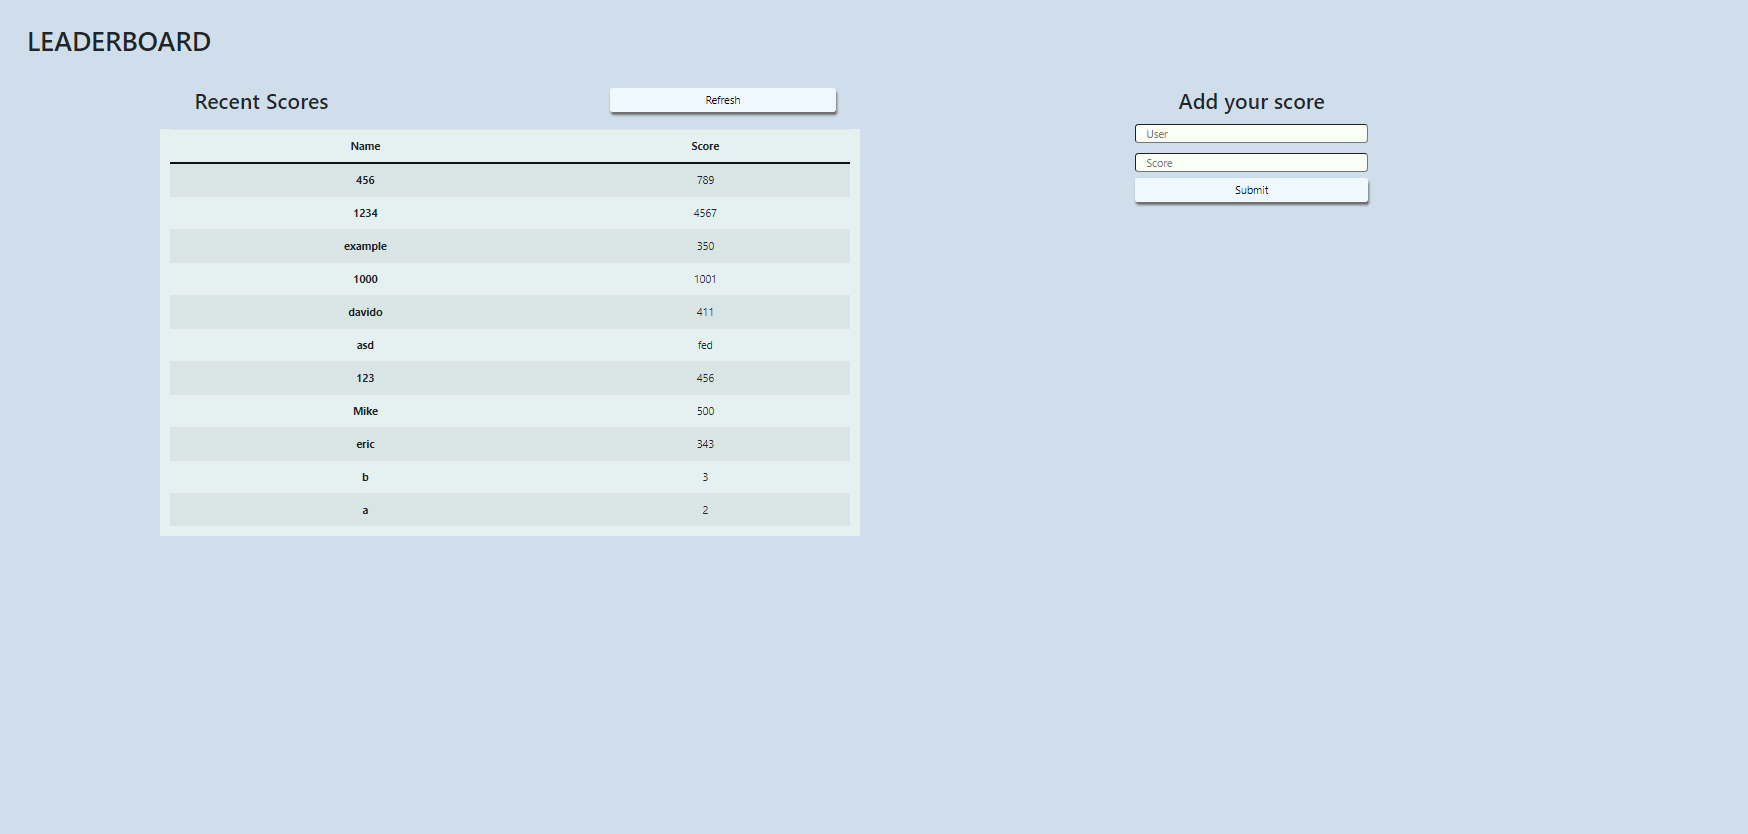 LEADERBOARD
Recent Scores
Refresh
Name Score
456 789
1234 4567
example 350
1000 1001
davido 411
asd fed
123 456
Mike 500
eric 343
b 3
a 2
Add your score
User
Score
Submit